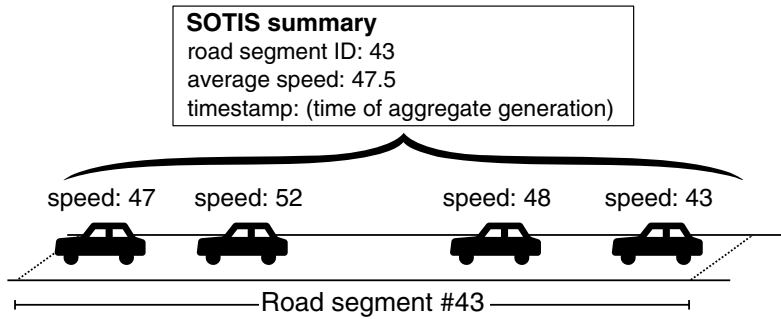 SOTIS summary
road segment ID: 43
average speed: 47.5
timestamp: (time of aggregate generation)
speed: 47 speed: 52 speed: 48 speed: 43
Road segment #43